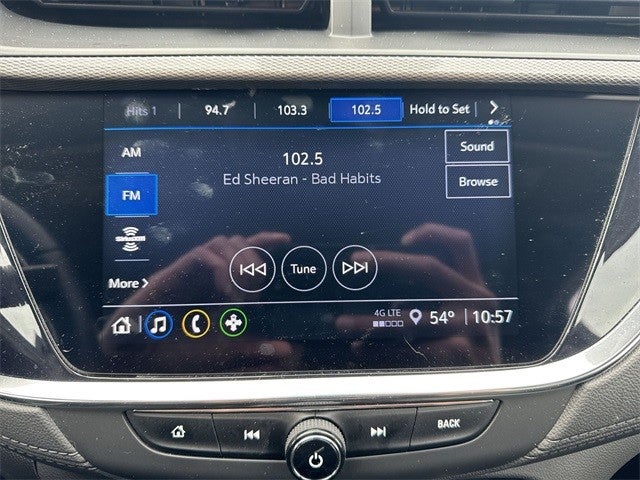 Hits 1 | 94.7 | 103.3 102.5 Hold to Set |
AM
102.5
Sound
Ed Sheeran - Bad Habits
FM
Browse
Tune
More
4G LTE
54° | 10:57
BACK